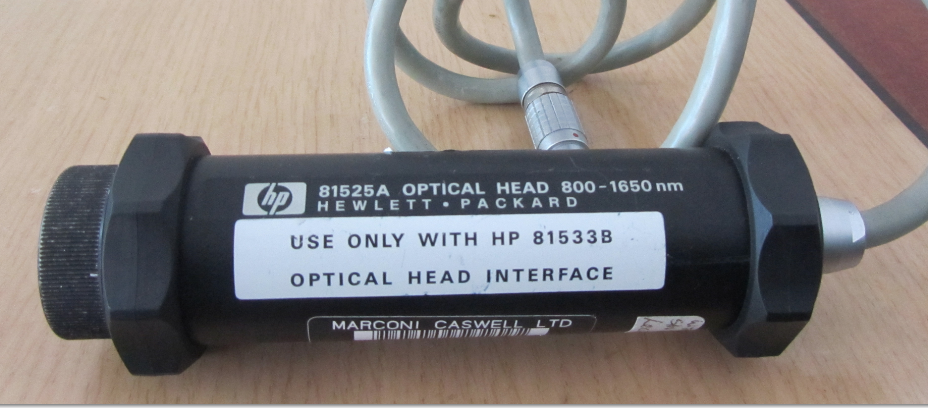 hp 81525A OPTICAL HEAD 800-1650 nm
HEWLETT • PACKARD
USE ONLY WITH HP 81533B
OPTICAL HEAD INTERFACE
MARCONI CASWELL LTD